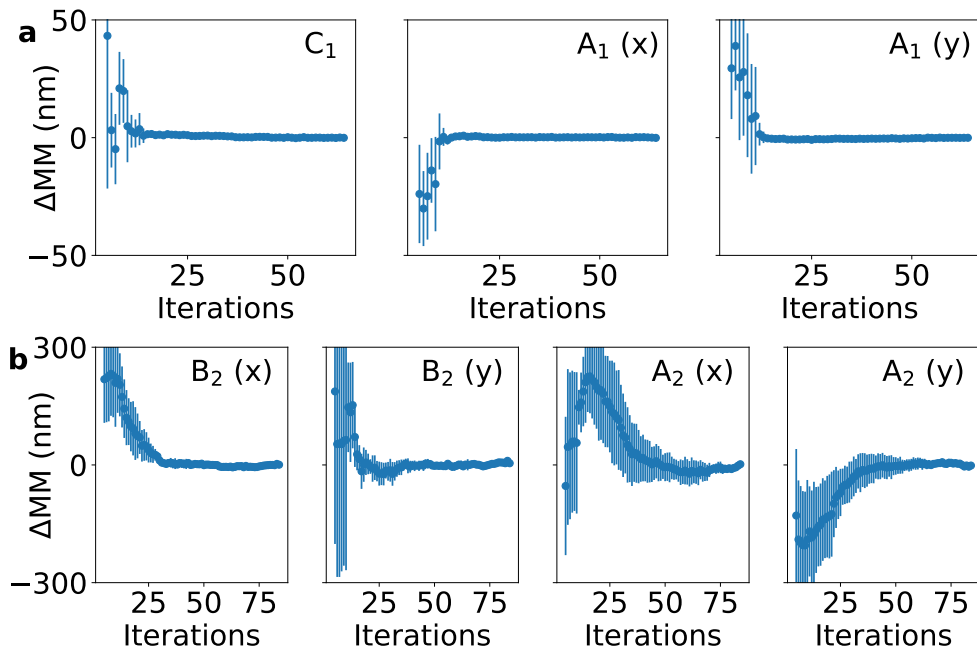 a
50
0
−50
ΔMM (nm)
C₁
A₁ (x)
A₁ (y)
25 50
25 50
25 50
Iterations
Iterations
Iterations
b
300
0
−300
ΔMM (nm)
B₂ (x)
B₂ (y)
A₂ (x)
A₂ (y)
25 50 75
25 50 75
25 50 75
25 50 75
Iterations
Iterations
Iterations
Iterations